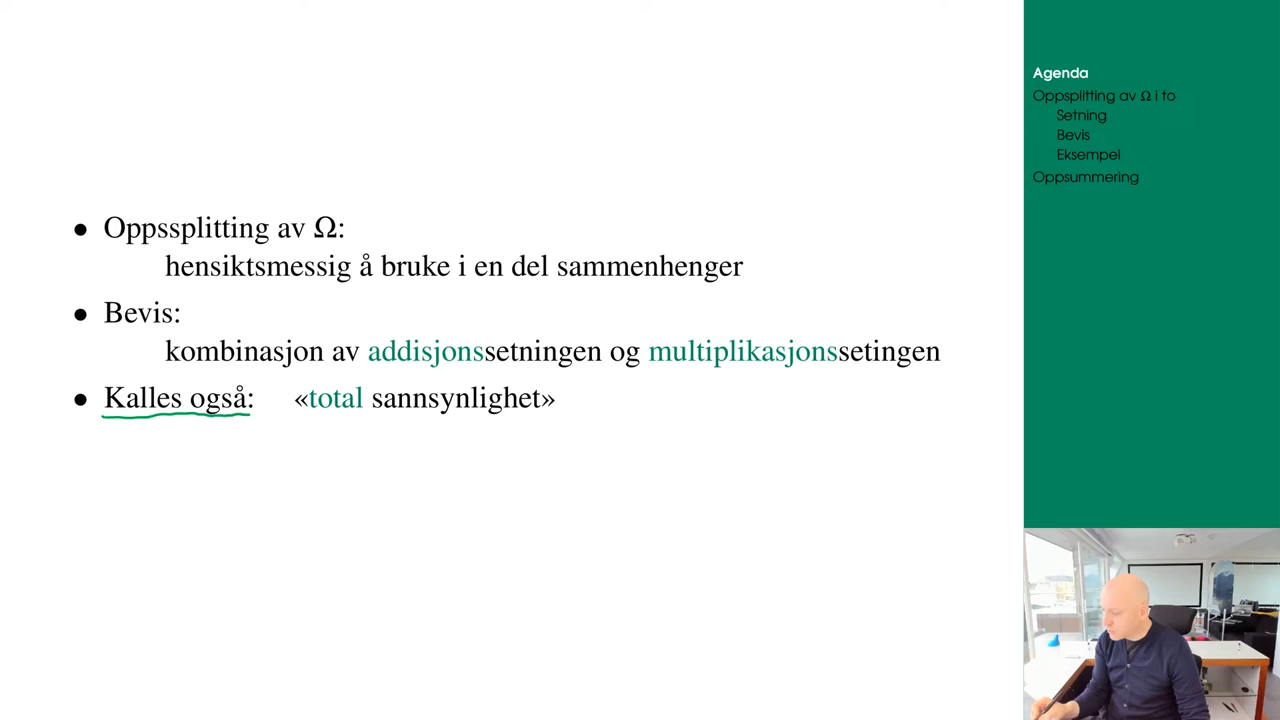 • Oppssplitting av Ω:
hensiktsmessig å bruke i en del sammenhenger
• Bevis:
kombinasjon av addisjonssetningen og multiplikasjonssetingen
• Kalles også: «total sannsynlighet»
Agenda
Oppsplitting av Ω i to
Setning
Bevis
Eksempel
Oppsummering